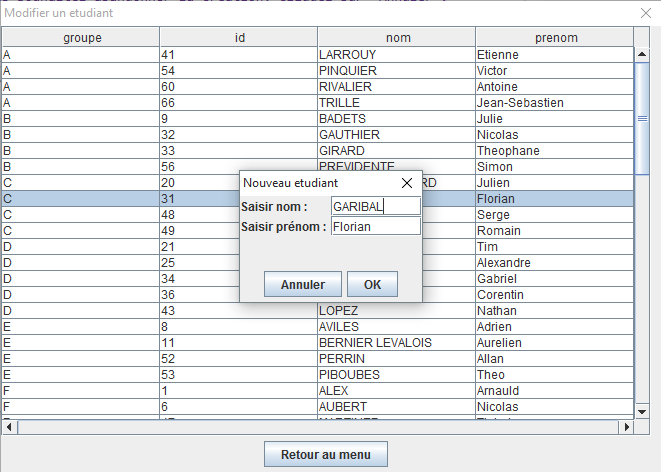 Modifier un etudiant
groupe id nom prenom
A 41 LARROUY Etienne
A 54 PINQUIER Victor
A 60 RIVALIER Antoine
A 66 TRILLE Jean-Sebastien
B 9 BADETS Julie
B 32 GAUTHIER Nicolas
B 33 GIRARD Theophane
B 56 PREVIDENTE Simon
C 20 Julien
C 31 Florian
C 48 Serge
C 49 Romain
D 21 Tim
D 25 Alexandre
D 34 Gabriel
D 36 Corentin
D 43 LOPEZ Nathan
E 8 AVILES Adrien
E 11 BERNIER LEVALOIS Aurelien
E 52 PERRIN Allan
E 53 PIBOUBES Theo
F 1 ALEX Arnauld
F 6 AUBERT Nicolas
Nouveau etudiant
Saisir nom : GARIBAL
Saisir prénom : Florian
Annuler OK
Retour au menu